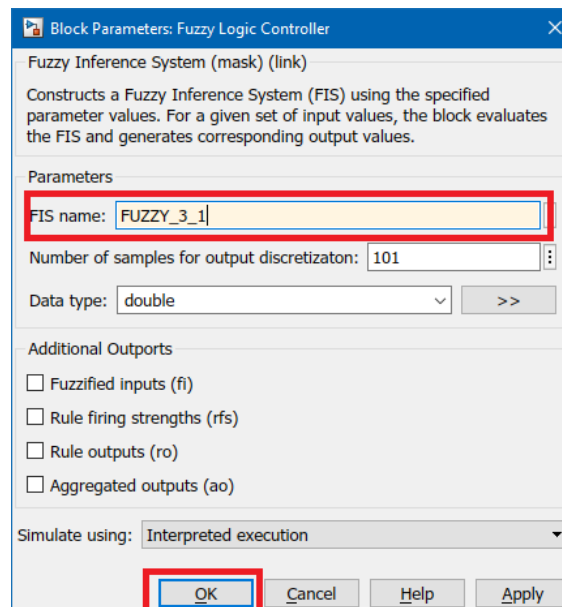 Block Parameters: Fuzzy Logic Controller
Fuzzy Inference System (mask) (link)
Constructs a Fuzzy Inference System (FIS) using the specified
parameter values. For a given set of input values, the block evaluates
the FIS and generates corresponding output values.
Parameters
FIS name: FUZZY_3_1
Number of samples for output discretizaton: 101
Data type: double >>
Additional Outports
Fuzzified inputs (fi)
Rule firing strengths (rfs)
Rule outputs (ro)
Aggregated outputs (ao)
Simulate using: Interpreted execution
OK Cancel Help Apply